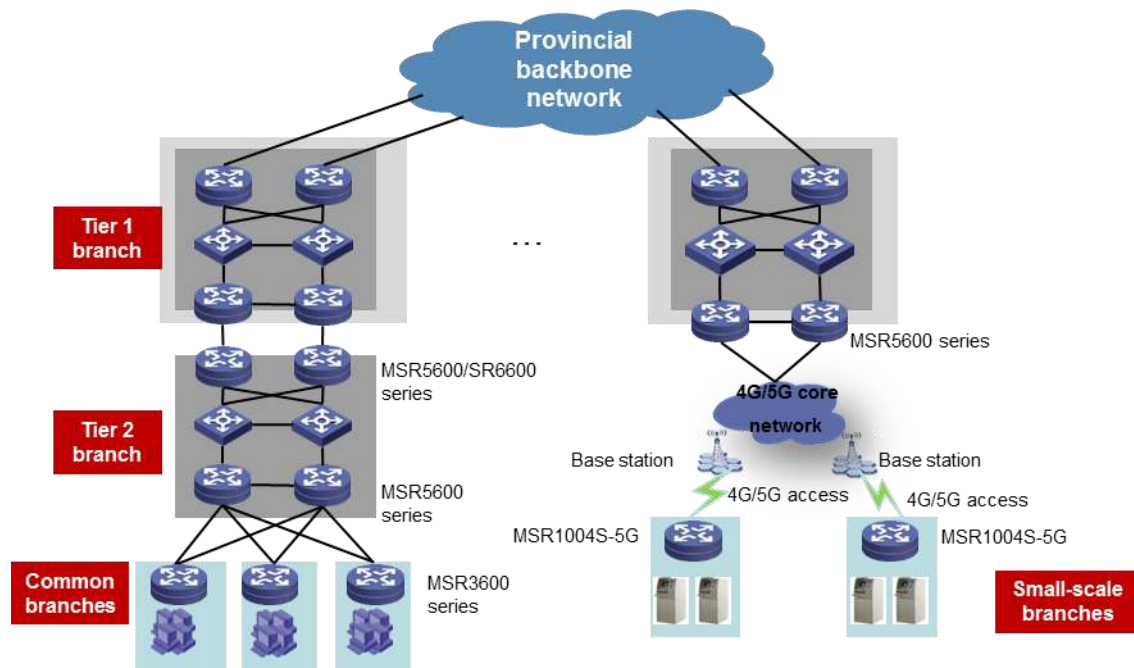 Provincial
backbone
network
Tier 1
branch
...
MSR5600 series
MSR5600/SR6600
series
4G/5G core
network
Tier 2
branch
Base station
Base station
MSR5600
series
4G/5G access
4G/5G access
MSR1004S-5G
MSR1004S-5G
Common
branches
MSR3600
series
Small-scale
branches